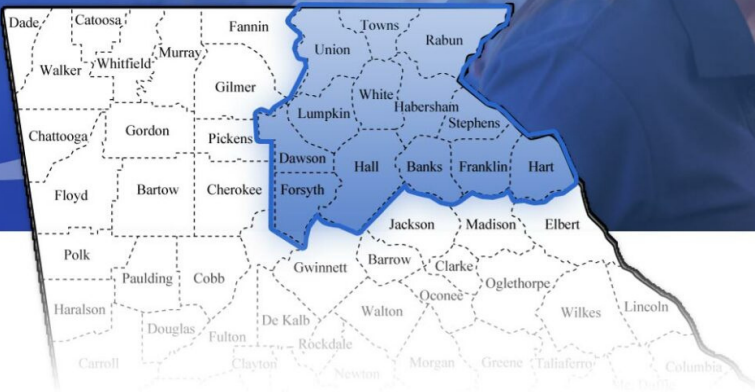 Dade
Catoosa
Fannin
Towns
Rabun
Union
Murray
Whitfield
Walker
Gilmer
White
Habersham
Lumpkin
Stephens
Chattooga
Gordon
Pickens
Dawson
Hall
Banks
Franklin
Hart
Floyd
Bartow
Cherokee
Forsyth
Jackson
Madison
Elbert
Polk
Gwinnett
Barrow
Clarke
Paulding
Cobb
Oglethorpe
Oconee
Haralson
Walton
Wilkes
Lincoln
De Kalb
Douglas
Fulton
Rockdale
Carroll
Clayton
Newton
Morgan
Greene
Taliaferro
Columbia